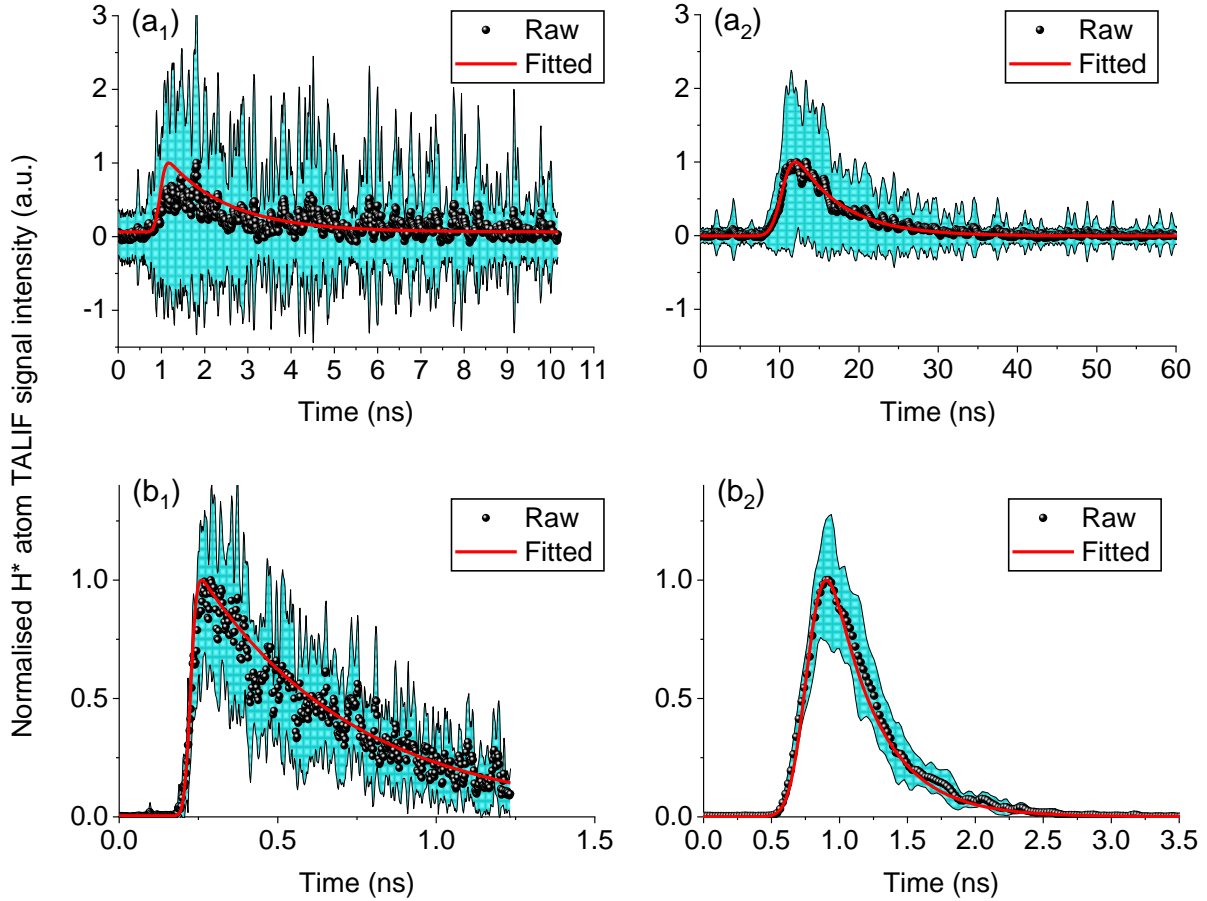 Normalised H* atom TALIF signal intensity (a.u.)
(a₁)
Raw
Fitted
3
2
1
0
-1
0 1 2 3 4 5 6 7 8 9 10 11
Time (ns)
(a₂)
Raw
Fitted
3
2
1
0
-1
0 10 20 30 40 50 60
Time (ns)
(b₁)
Raw
Fitted
1.0
0.5
0.0
0.0 0.5 1.0 1.5
Time (ns)
(b₂)
Raw
Fitted
1.0
0.5
0.0
0.0 0.5 1.0 1.5 2.0 2.5 3.0 3.5
Time (ns)